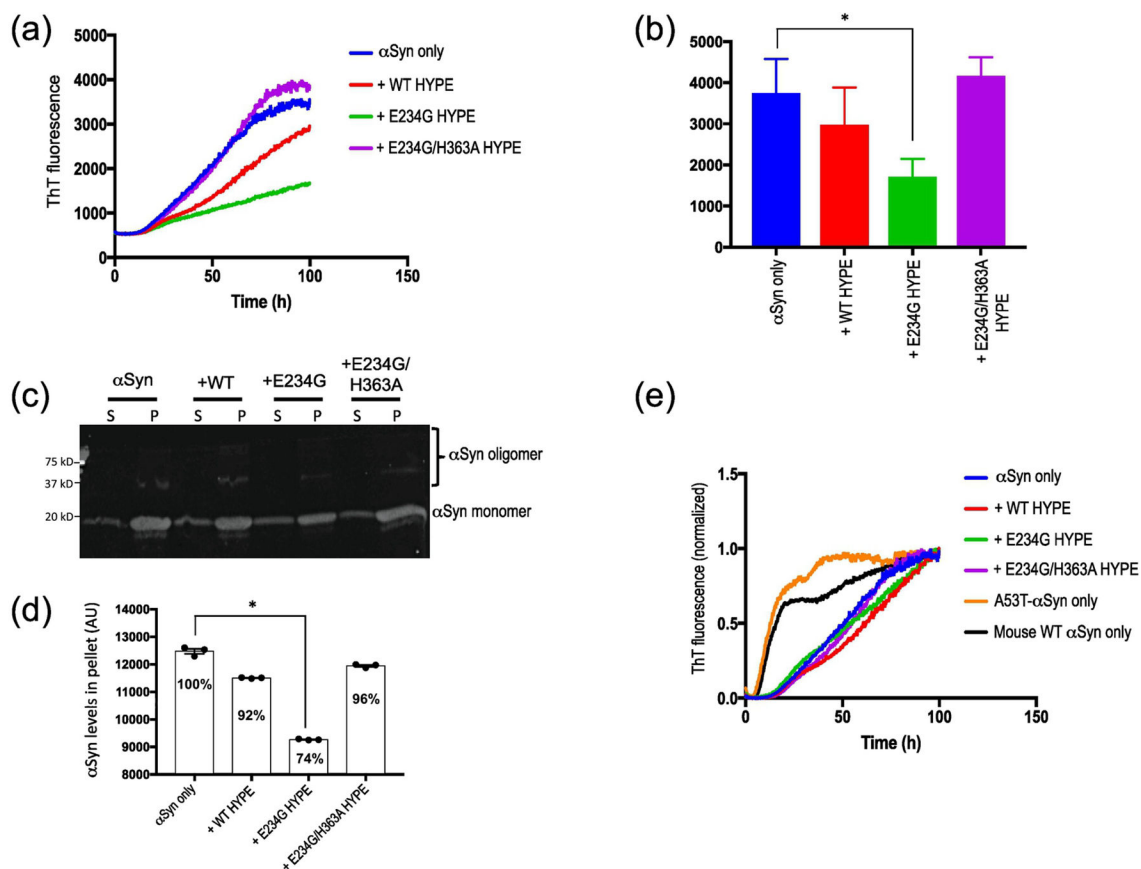 (a)
αSyn only
+ WT HYPE
+ E234G HYPE
+ E234G/H363A HYPE
ThT fluorescence
5000
4000
3000
2000
1000
0
0 50 100 150
Time (h)
(b)
*
5000
4000
3000
2000
1000
0
αSyn only
+ WT HYPE
+ E234G HYPE
+ E234G/H363A
HYPE
(c)
αSyn +WT +E234G +E234G/
H363A
S P S P S P S P
75 kD
37 kD
20 kD
αSyn oligomer
αSyn monomer
(d)
*
αSyn levels in pellet (AU)
14000
13000
12000
11000
10000
9000
8000
100%
92%
74%
96%
αSyn only
+ WT HYPE
+ E234G HYPE
+ E234G/H363A HYPE
(e)
αSyn only
+ WT HYPE
+ E234G HYPE
+ E234G/H363A HYPE
A53T-αSyn only
Mouse WT αSyn only
ThT fluorescence (normalized)
1.5
1.0
0.5
0.0
0 50 100 150
Time (h)